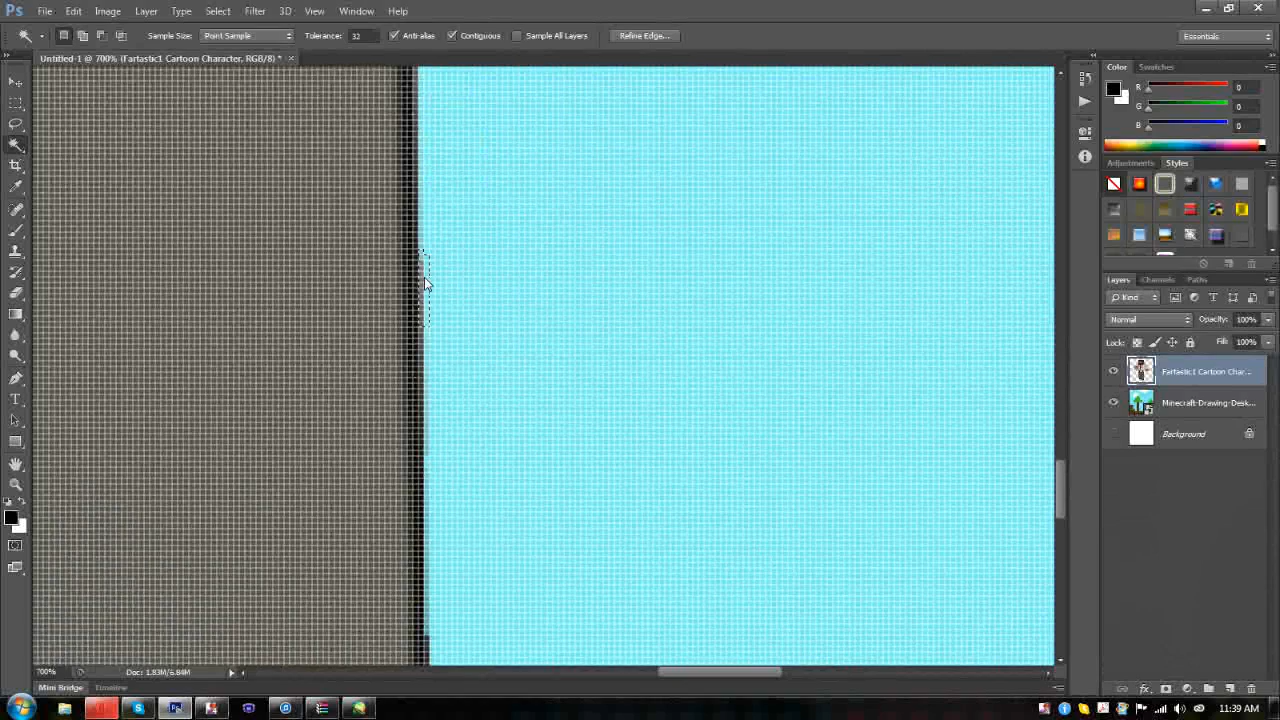 Ps File Edit Image Layer Type Select Filter 3D View Window Help
Sample Size: Point Sample Tolerance: 32 Anti-alias Contiguous Sample All Layers Refine Edge... Essentials
Untitled-1 @ 700% (Fartastic1 Cartoon Character, RGB/8) * ×
Color Swatches
R 0
G 0
B 0
Adjustments Styles
Layers Channels Paths
Kind
Normal Opacity: 100%
Lock: Fill: 100%
Fartastic1 Cartoon Char...
Minecraft-Drawing-Desk...
Background
700% Doc: 1.83M/6.84M
Mini Bridge Timeline
11:39 AM